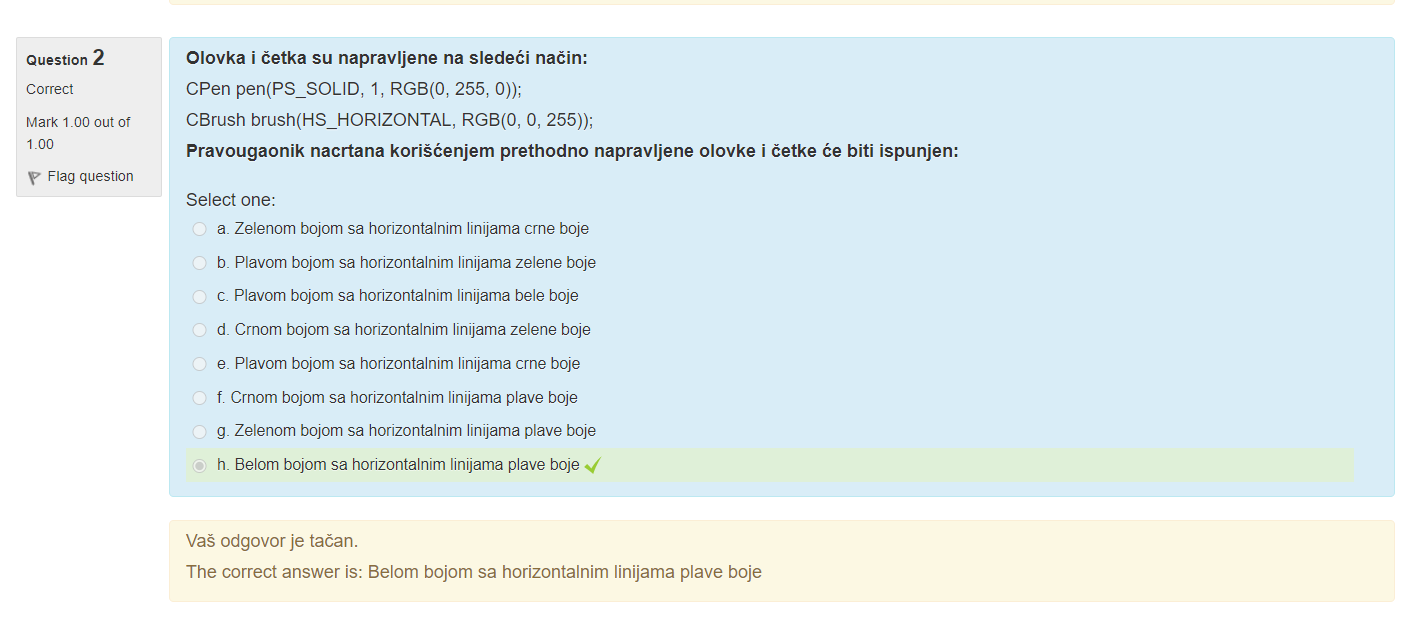 Question 2
Correct
Mark 1.00 out of
1.00
Flag question
Olovka i četka su napravljene na sledeći način:
CPen pen(PS_SOLID, 1, RGB(0, 255, 0));
CBrush brush(HS_HORIZONTAL, RGB(0, 0, 255));
Pravougaonik nacrtana korišćenjem prethodno napravljene olovke i četke će biti ispunjen:
Select one:
a. Zelenom bojom sa horizontalnim linijama crne boje
b. Plavom bojom sa horizontalnim linijama zelene boje
c. Plavom bojom sa horizontalnim linijama bele boje
d. Crnom bojom sa horizontalnim linijama zelene boje
e. Plavom bojom sa horizontalnim linijama crne boje
f. Crnom bojom sa horizontalnim linijama plave boje
g. Zelenom bojom sa horizontalnim linijama plave boje
h. Belom bojom sa horizontalnim linijama plave boje
Vaš odgovor je tačan.
The correct answer is: Belom bojom sa horizontalnim linijama plave boje